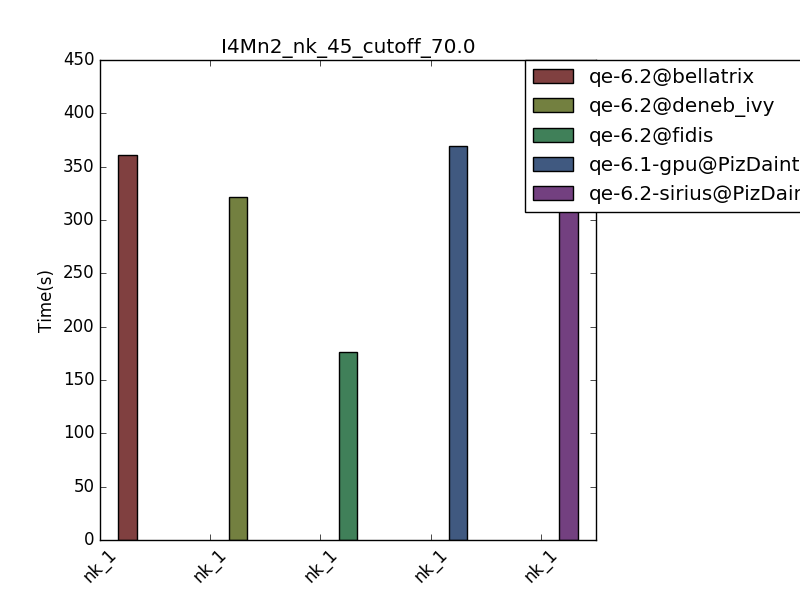 I4Mn2_nk_45_cutoff_70.0
450
400
350
300
250
200
150
100
50
0
Time(s)
nk_1
nk_1
nk_1
nk_1
nk_1
qe-6.2@bellatrix
qe-6.2@deneb_ivy
qe-6.2@fidis
qe-6.1-gpu@PizDaint
qe-6.2-sirius@PizDai